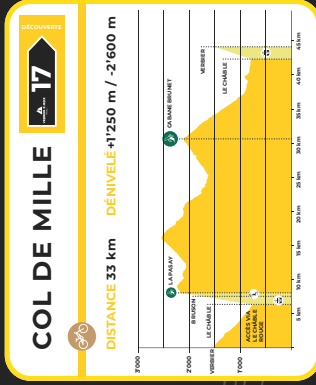 COL DE MILLE
DÉCOUVERTE
17
DISTANCE 33 km
DÉNIVELÉ +1'250 m / -2'600 m
3'000
2'000
1'000
VERBIER
LE CHÂBLE
BRUSON
LA PASAY
CABANE BRUNET
LE CHÂBLE
VERBIER
ACCÈS VIA
LE CHÂBLE
ROUGE
5 km
10 km
15 km
20 km
25 km
30 km
35 km
40 km
45 km